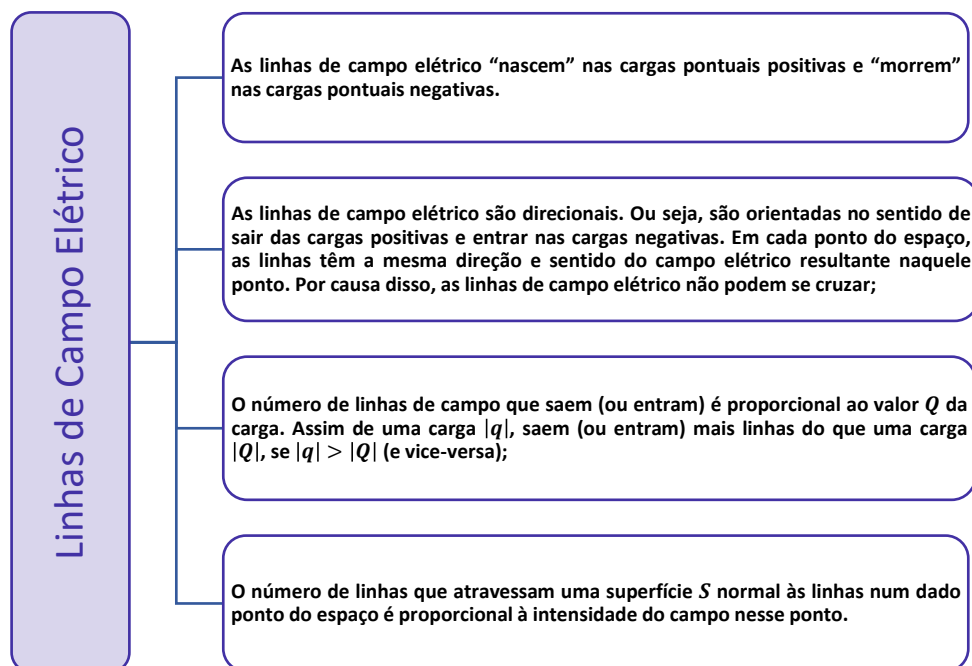 Linhas de Campo Elétrico
As linhas de campo elétrico “nascem” nas cargas pontuais positivas e “morrem”
nas cargas pontuais negativas.
As linhas de campo elétrico são direcionais. Ou seja, são orientadas no sentido de
sair das cargas positivas e entrar nas cargas negativas. Em cada ponto do espaço,
as linhas têm a mesma direção e sentido do campo elétrico resultante naquele
ponto. Por causa disso, as linhas de campo elétrico não podem se cruzar;
O número de linhas de campo que saem (ou entram) é proporcional ao valor Q da
carga. Assim de uma carga |q|, saem (ou entram) mais linhas do que uma carga
|Q|, se |q| > |Q| (e vice-versa);
O número de linhas que atravessam uma superfície S normal às linhas num dado
ponto do espaço é proporcional à intensidade do campo nesse ponto.